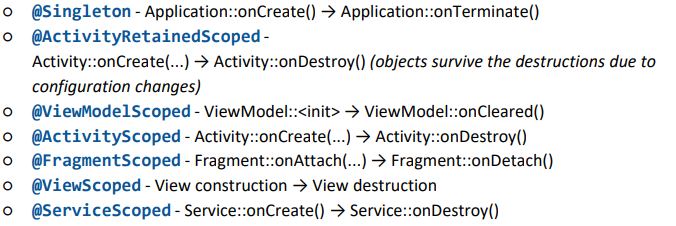 ○ @Singleton - Application::onCreate() → Application::onTerminate()
○ @ActivityRetainedScoped -
Activity::onCreate(...) → Activity::onDestroy() (objects survive the destructions due to
configuration changes)
○ @ViewModelScoped - ViewModel::<init> → ViewModel::onCleared()
○ @ActivityScoped - Activity::onCreate(...) → Activity::onDestroy()
○ @FragmentScoped - Fragment::onAttach(...) → Fragment::onDetach()
○ @ViewScoped - View construction → View destruction
○ @ServiceScoped - Service::onCreate() → Service::onDestroy()